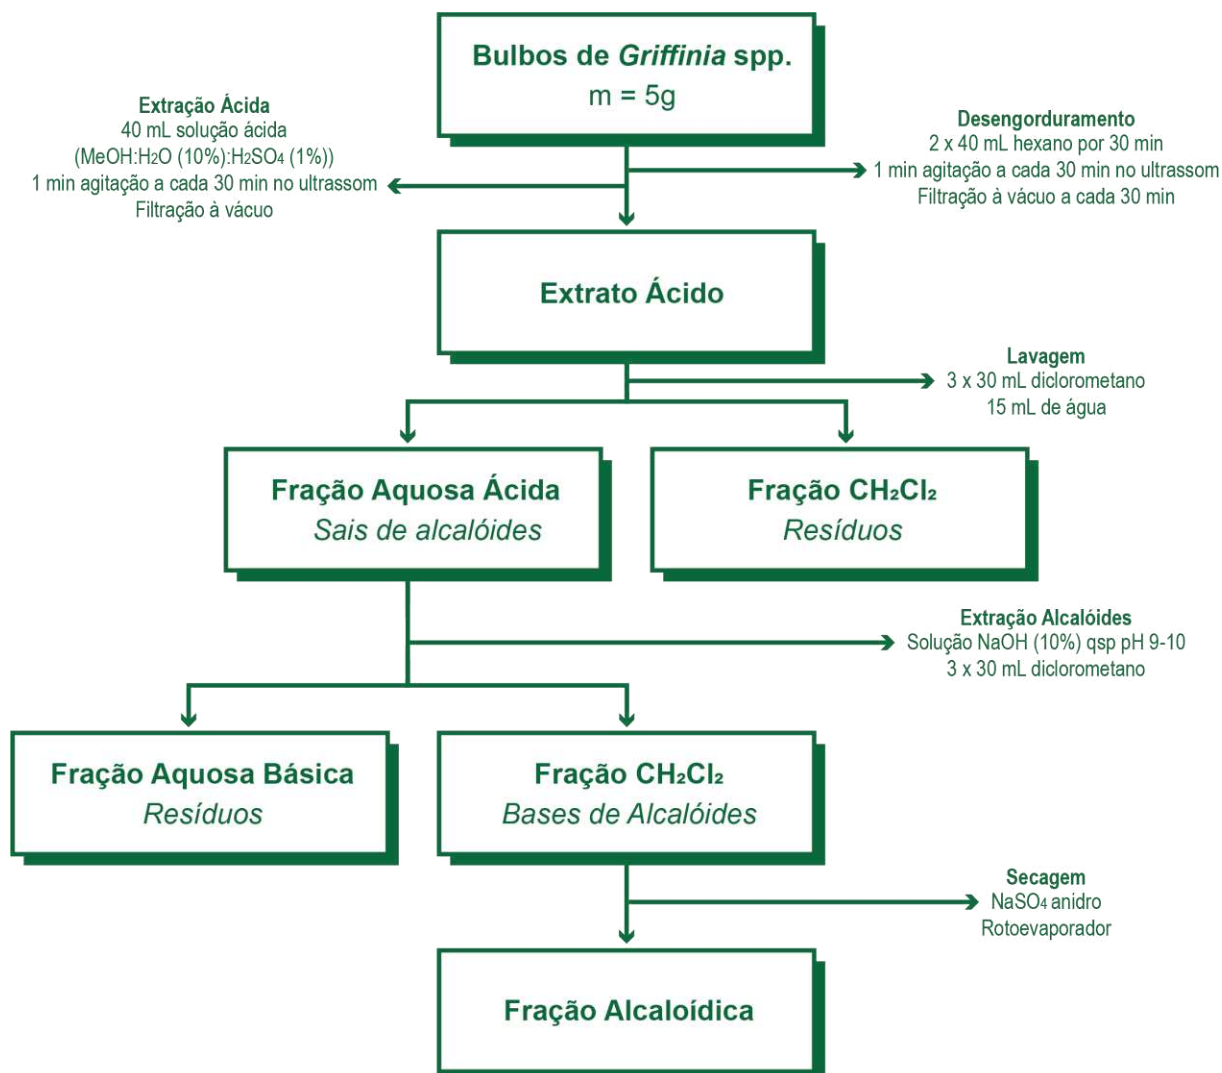 Bulbos de Griffinia spp.
m = 5g
Extração Ácida
40 mL solução ácida
(MeOH:H₂O (10%):H₂SO₄ (1%))
1 min agitação a cada 30 min no ultrassom
Filtração à vácuo
Desengorduramento
2 x 40 mL hexano por 30 min
1 min agitação a cada 30 min no ultrassom
Filtração à vácuo a cada 30 min
Extrato Ácido
Lavagem
3 x 30 mL diclorometano
15 mL de água
Fração Aquosa Ácida
Sais de alcalóides
Fração CH₂Cl₂
Resíduos
Extração Alcalóides
Solução NaOH (10%) qsp pH 9-10
3 x 30 mL diclorometano
Fração Aquosa Básica
Resíduos
Fração CH₂Cl₂
Bases de Alcalóides
Secagem
NaSO₄ anidro
Rotoevaporador
Fração Alcaloídica